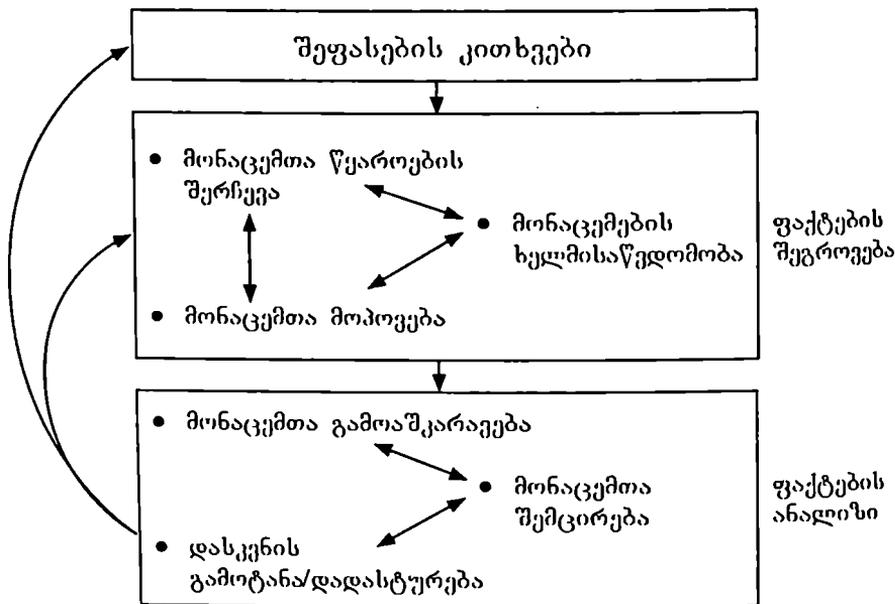 შეფასების კითხვები
● მონაცემთა წყაროების
შერჩევა
● მონაცემების
ხელმისაწვდომობა
● მონაცემთა მოპოვება
ფაქტების
შეგროვება
● მონაცემთა გამოაშკარავება
● მონაცემთა
შემცირება
● დასკვნის
გამოტანა/დადასტურება
ფაქტების
ანალიზი